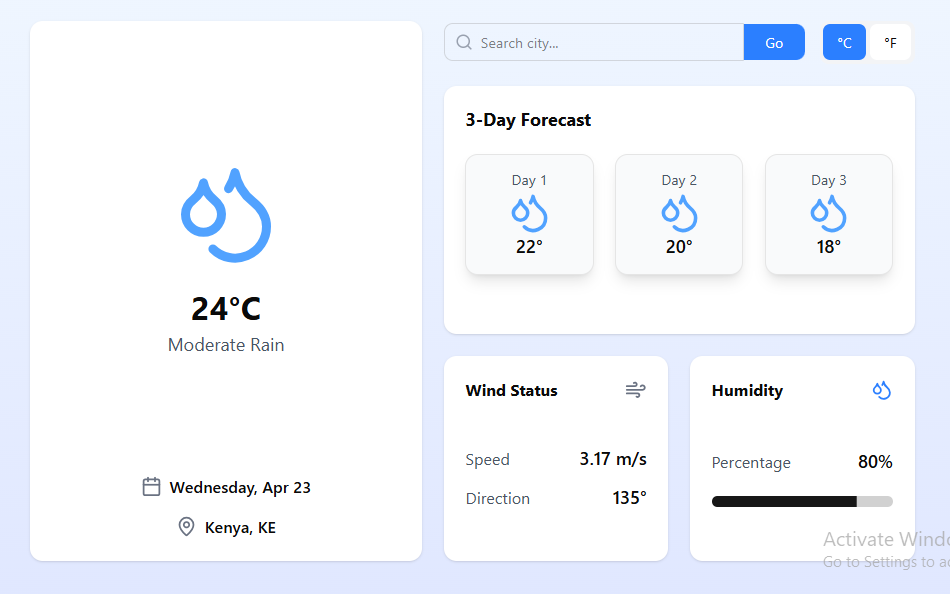 24°C
Moderate Rain
Wednesday, Apr 23
Kenya, KE
Search city...
Go
°C
°F
3-Day Forecast
Day 1
22°
Day 2
20°
Day 3
18°
Wind Status
Speed 3.17 m/s
Direction 135°
Humidity
Percentage 80%
Activate Windo
Go to Settings to a